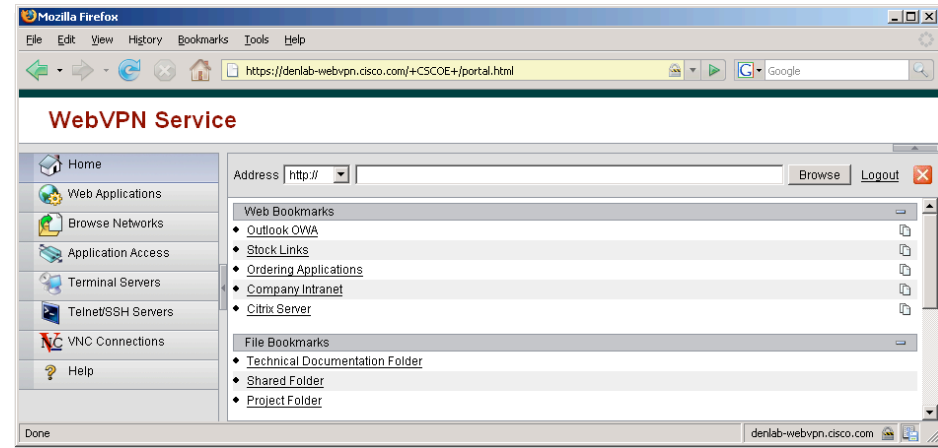 Mozilla Firefox
File Edit View History Bookmarks Tools Help
https://denlab-webvpn.cisco.com/+CSCOE+/portal.html
G Google
WebVPN Service
Home
Web Applications
Browse Networks
Application Access
Terminal Servers
Telnet/SSH Servers
VNC Connections
Help
Address http:// Browse Logout
Web Bookmarks
Outlook OWA
Stock Links
Ordering Applications
Company Intranet
Citrix Server
File Bookmarks
Technical Documentation Folder
Shared Folder
Project Folder
Done denlab-webvpn.cisco.com